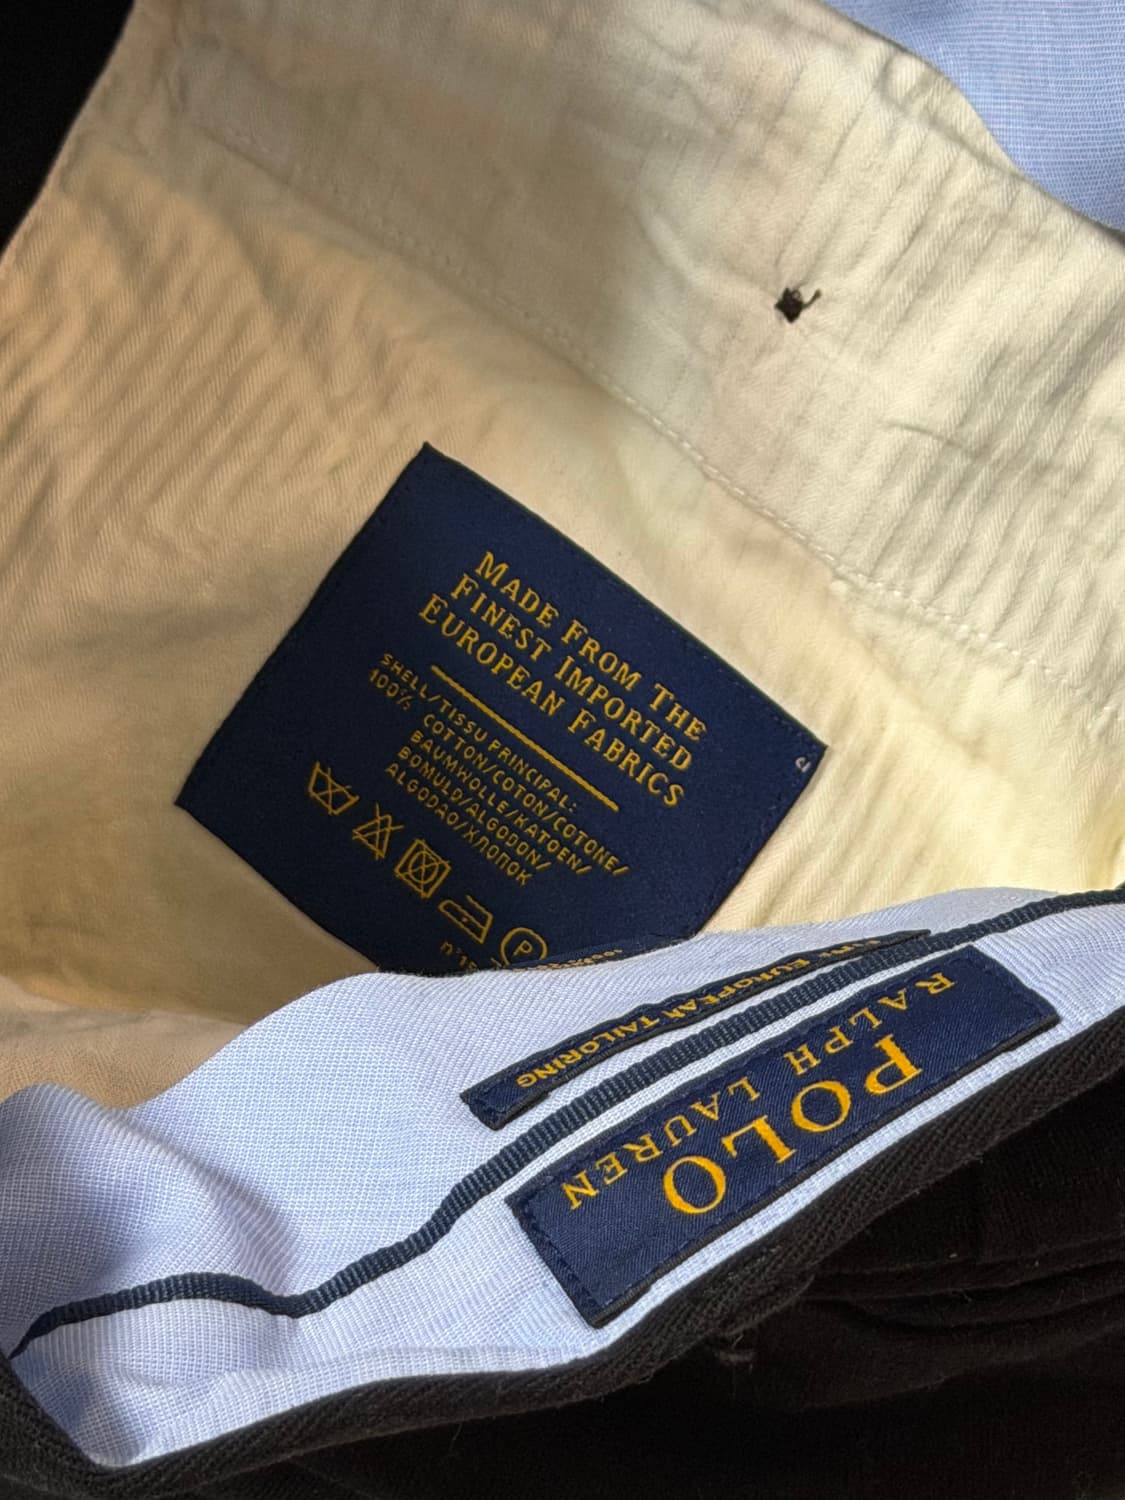 MADE FROM THE
FINEST IMPORTED
EUROPEAN FABRICS
SHELL/TISSU PRINCIPAL:
100% COTTON/COTON/COTONE/
BAUMWOLLE/KATOEN/
BOMULD/ALGODON/
ALGODAO/ХЛОПОК
P
EUROPEAN TAILORING
POLO
RALPH LAUREN